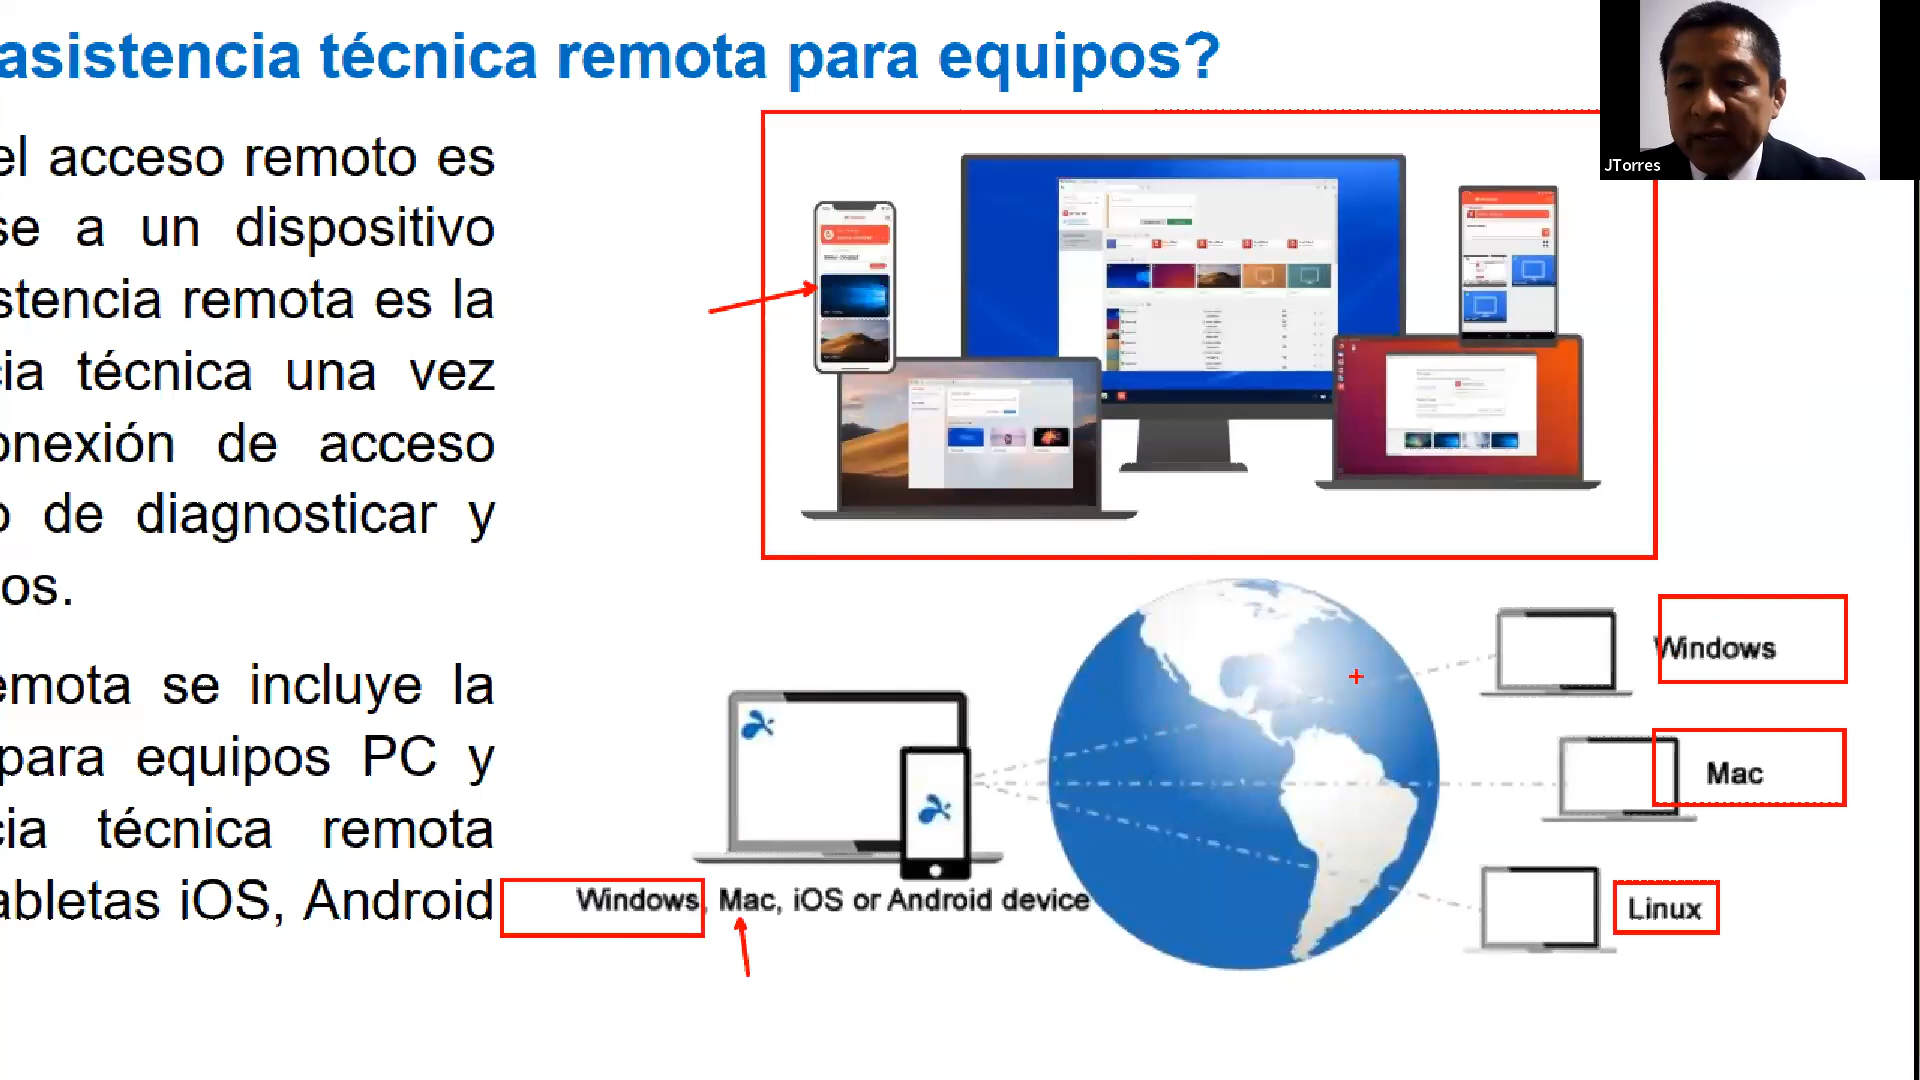 asistencia técnica remota para equipos?
el acceso remoto es
se a un dispositivo
stencia remota es la
cia técnica una vez
onexión de acceso
o de diagnosticar y
os.
emota se incluye la
para equipos PC y
cia técnica remota
abletas iOS, Android
JTorres
Windows
Mac
Linux
Windows, Mac, iOS or Android device